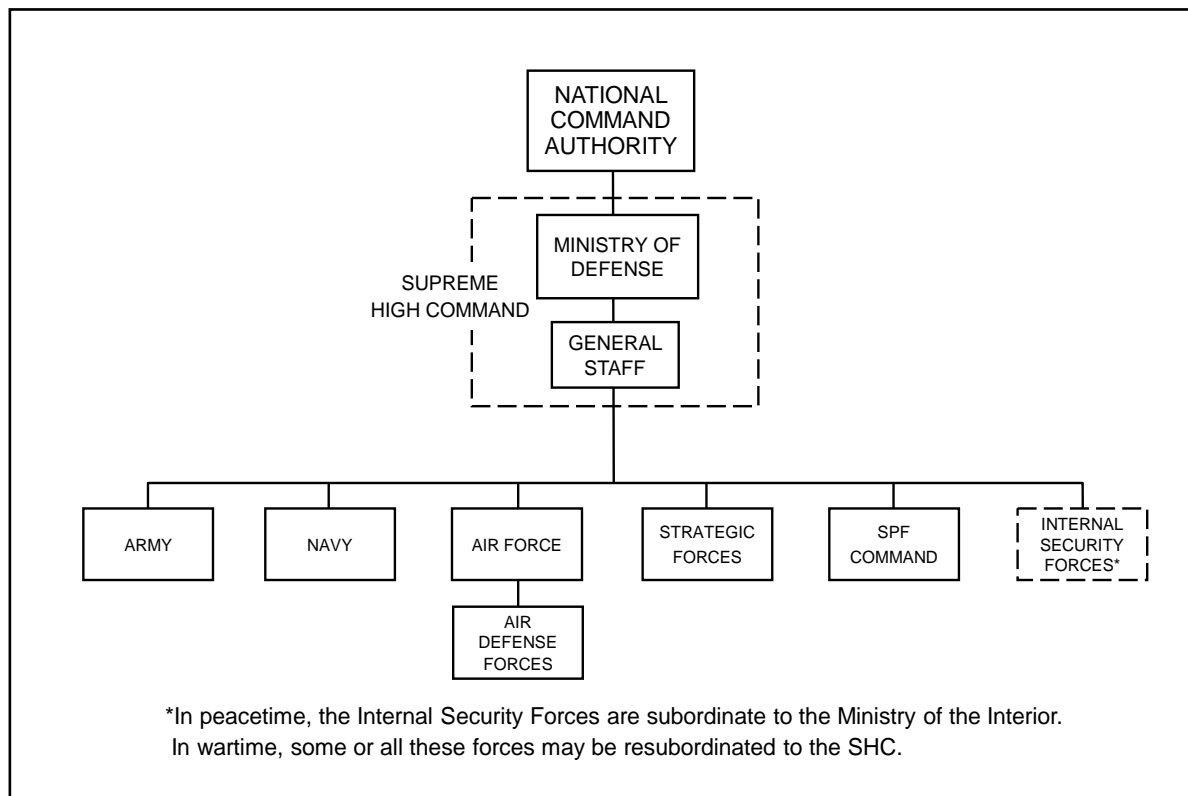 NATIONAL
COMMAND
AUTHORITY
MINISTRY OF
DEFENSE
SUPREME
HIGH COMMAND
GENERAL
STAFF
ARMY
NAVY
AIR FORCE
STRATEGIC
FORCES
SPF
COMMAND
INTERNAL
SECURITY
FORCES*
AIR
DEFENSE
FORCES
*In peacetime, the Internal Security Forces are subordinate to the Ministry of the Interior.
In wartime, some or all these forces may be resubordinated to the SHC.